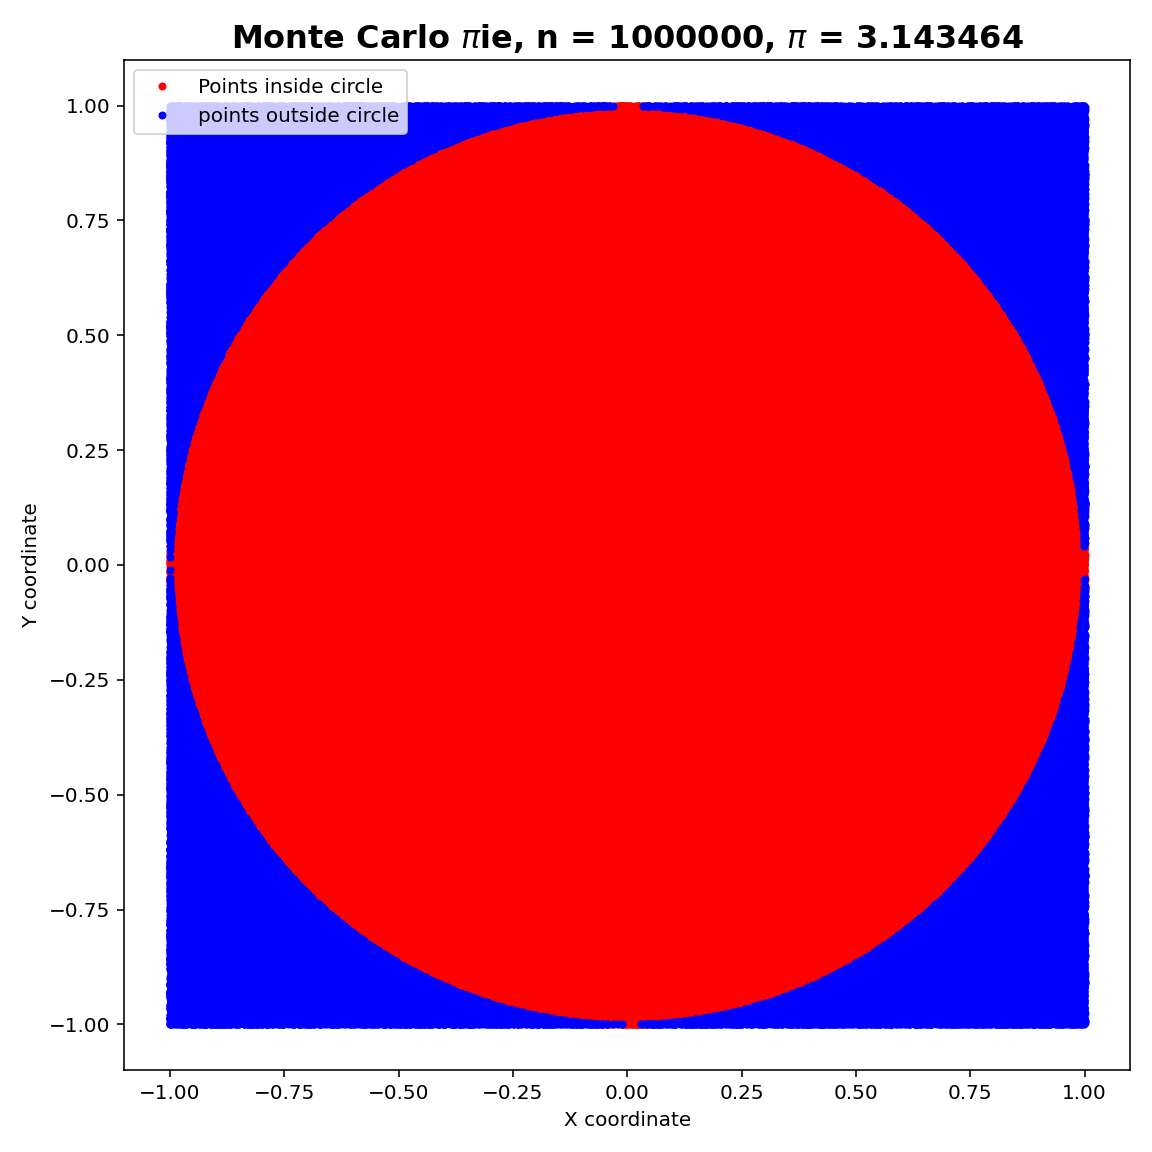 Monte Carlo πie, n = 1000000, π = 3.143464
Points inside circle
points outside circle
1.00
0.75
0.50
0.25
0.00
−0.25
−0.50
−0.75
−1.00
Y coordinate
−1.00 −0.75 −0.50 −0.25 0.00 0.25 0.50 0.75 1.00
X coordinate